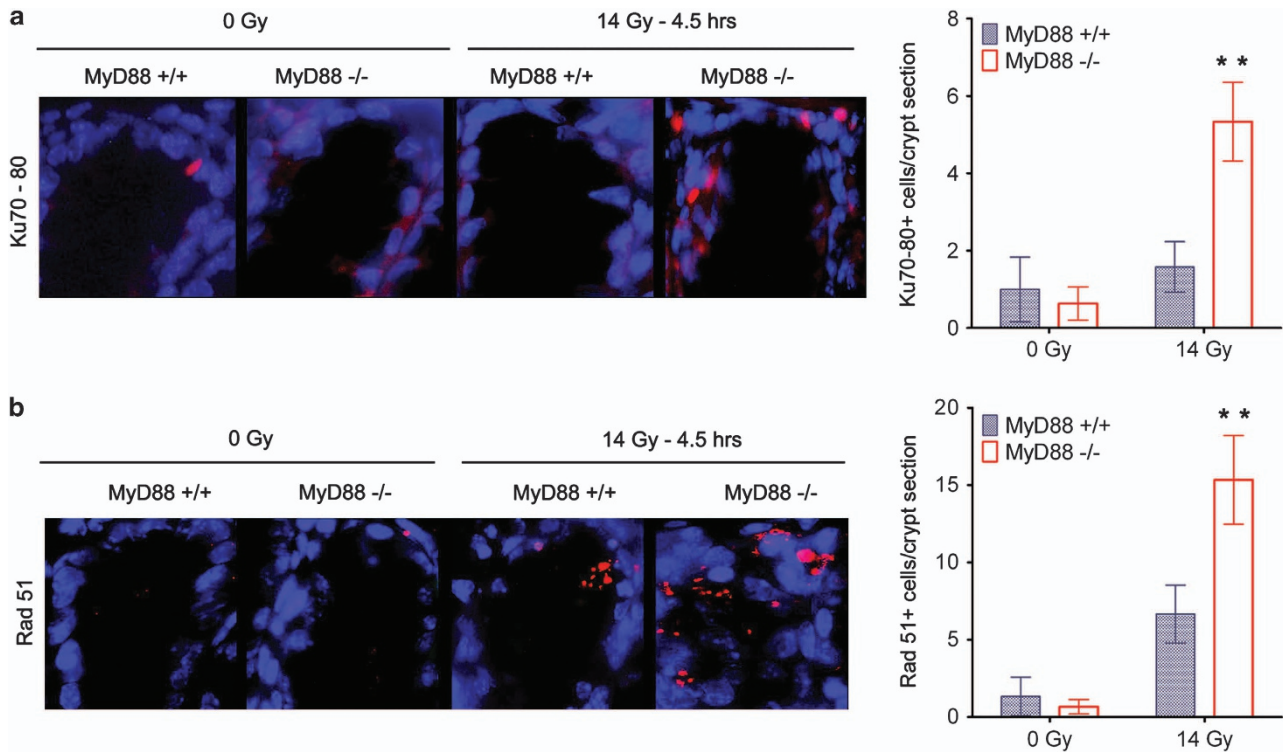 a
0 Gy
14 Gy - 4.5 hrs
MyD88 +/+
MyD88 -/-
MyD88 +/+
MyD88 -/-
Ku70 - 80
Ku70-80+ cells/crypt section
8
6
4
2
0
MyD88 +/+
MyD88 -/-
* *
0 Gy
14 Gy
b
0 Gy
14 Gy - 4.5 hrs
MyD88 +/+
MyD88 -/-
MyD88 +/+
MyD88 -/-
Rad 51
Rad 51+ cells/crypt section
20
15
10
5
0
MyD88 +/+
MyD88 -/-
* *
0 Gy
14 Gy